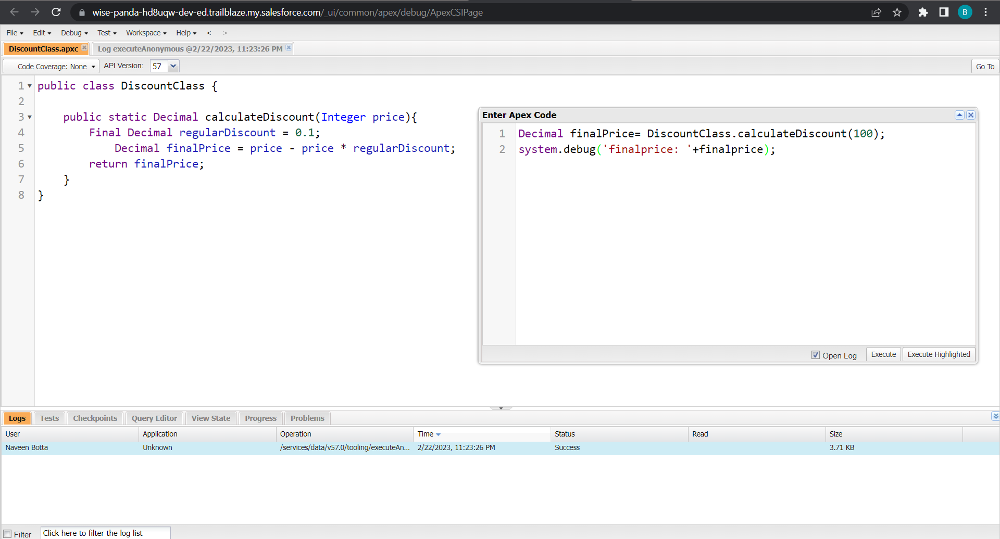 wise-panda-hd8uqw-dev-ed.trailblaze.my.salesforce.com/_ui/common/apex/debug/ApexCSIPage
B
File Edit Debug Test Workspace Help < >
DiscountClass.apxc Log executeAnonymous @2/22/2023, 11:23:26 PM
Code Coverage: None API Version: 57 Go To
1 public class DiscountClass {
2
3 public static Decimal calculateDiscount(Integer price){
4 Final Decimal regularDiscount = 0.1;
5 Decimal finalPrice = price - price * regularDiscount;
6 return finalPrice;
7 }
8 }
Enter Apex Code
1 Decimal finalPrice= DiscountClass.calculateDiscount(100);
2 system.debug('finalprice: '+finalprice);
Open Log Execute Execute Highlighted
Logs Tests Checkpoints Query Editor View State Progress Problems
User Application Operation Time Status Read Size
Naveen Botta Unknown /services/data/v57.0/tooling/executeAn... 2/22/2023, 11:23:26 PM Success 3.71 KB
Filter Click here to filter the log list